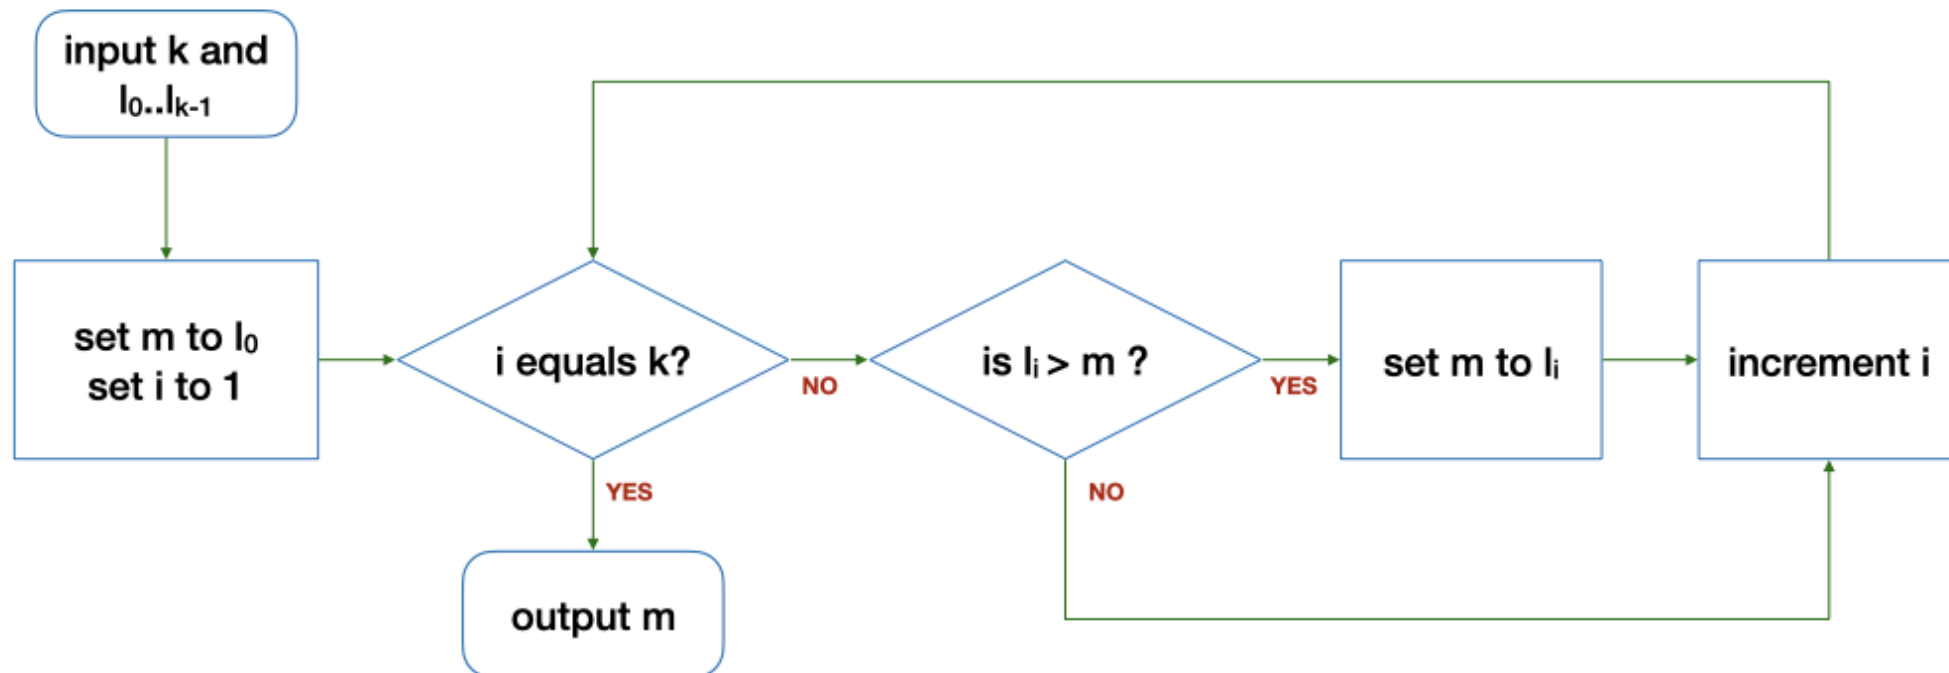 input k and
l₀..lₖ₋₁
set m to l₀
set i to 1
i equals k?
NO
is lᵢ > m ?
YES
set m to lᵢ
increment i
YES
NO
output m